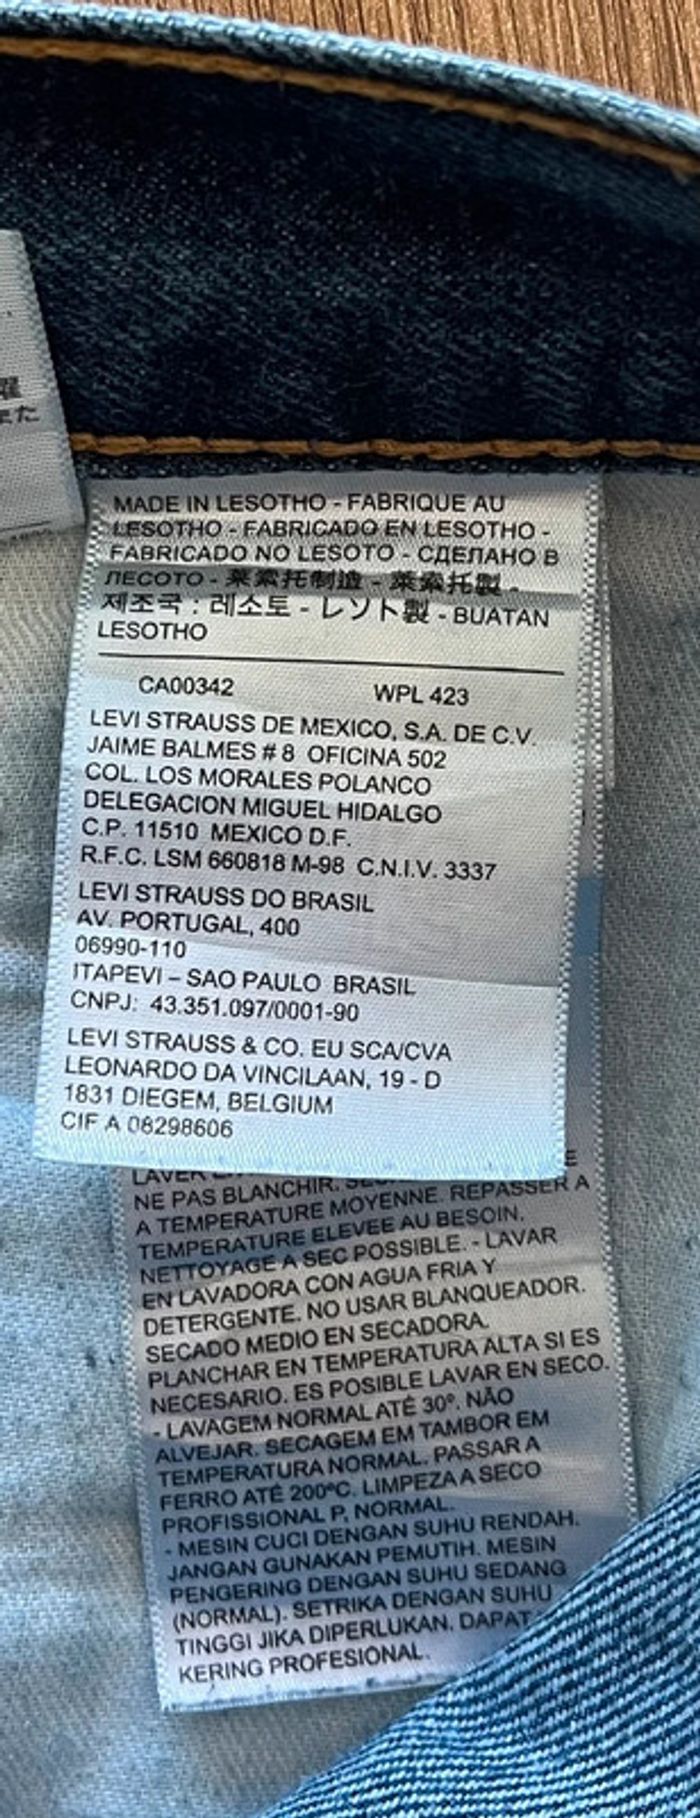 また
MADE IN LESOTHO - FABRIQUE AU
LESOTHO - FABRICADO EN LESOTHO -
FABRICADO NO LESOTO - СДЕЛАНО В
ЛЕСОТО - 莱索托制造 - 萊索托製 -
제조국 : 레소토 - レソト製 - BUATAN
LESOTHO
CA00342 WPL 423
LEVI STRAUSS DE MEXICO, S.A. DE C.V.
JAIME BALMES # 8 OFICINA 502
COL. LOS MORALES POLANCO
DELEGACION MIGUEL HIDALGO
C.P. 11510 MEXICO D.F.
R.F.C. LSM 660818 M-98 C.N.I.V. 3337
LEVI STRAUSS DO BRASIL
AV. PORTUGAL, 400
06990-110
ITAPEVI – SAO PAULO BRASIL
CNPJ: 43.351.097/0001-90
LEVI STRAUSS & CO. EU SCA/CVA
LEONARDO DA VINCILAAN, 19 - D
1831 DIEGEM, BELGIUM
CIF A 08298606
LAVER
NE PAS BLANCHIR.
A TEMPERATURE MOYENNE. REPASSER A
TEMPERATURE ELEVEE AU BESOIN.
NETTOYAGE A SEC POSSIBLE. - LAVAR
EN LAVADORA CON AGUA FRIA Y
DETERGENTE. NO USAR BLANQUEADOR.
SECADO MEDIO EN SECADORA.
PLANCHAR EN TEMPERATURA ALTA SI ES
NECESARIO. ES POSIBLE LAVAR EN SECO.
- LAVAGEM NORMAL ATÉ 30º. NÃO
ALVEJAR. SECAGEM EM TAMBOR EM
TEMPERATURA NORMAL. PASSAR A
FERRO ATÉ 200ºC. LIMPEZA A SECO
PROFISSIONAL P, NORMAL.
- MESIN CUCI DENGAN SUHU RENDAH.
JANGAN GUNAKAN PEMUTIH. MESIN
PENGERING DENGAN SUHU SEDANG
(NORMAL). SETRIKA DENGAN SUHU
TINGGI JIKA DIPERLUKAN. DAPAT
KERING PROFESIONAL.